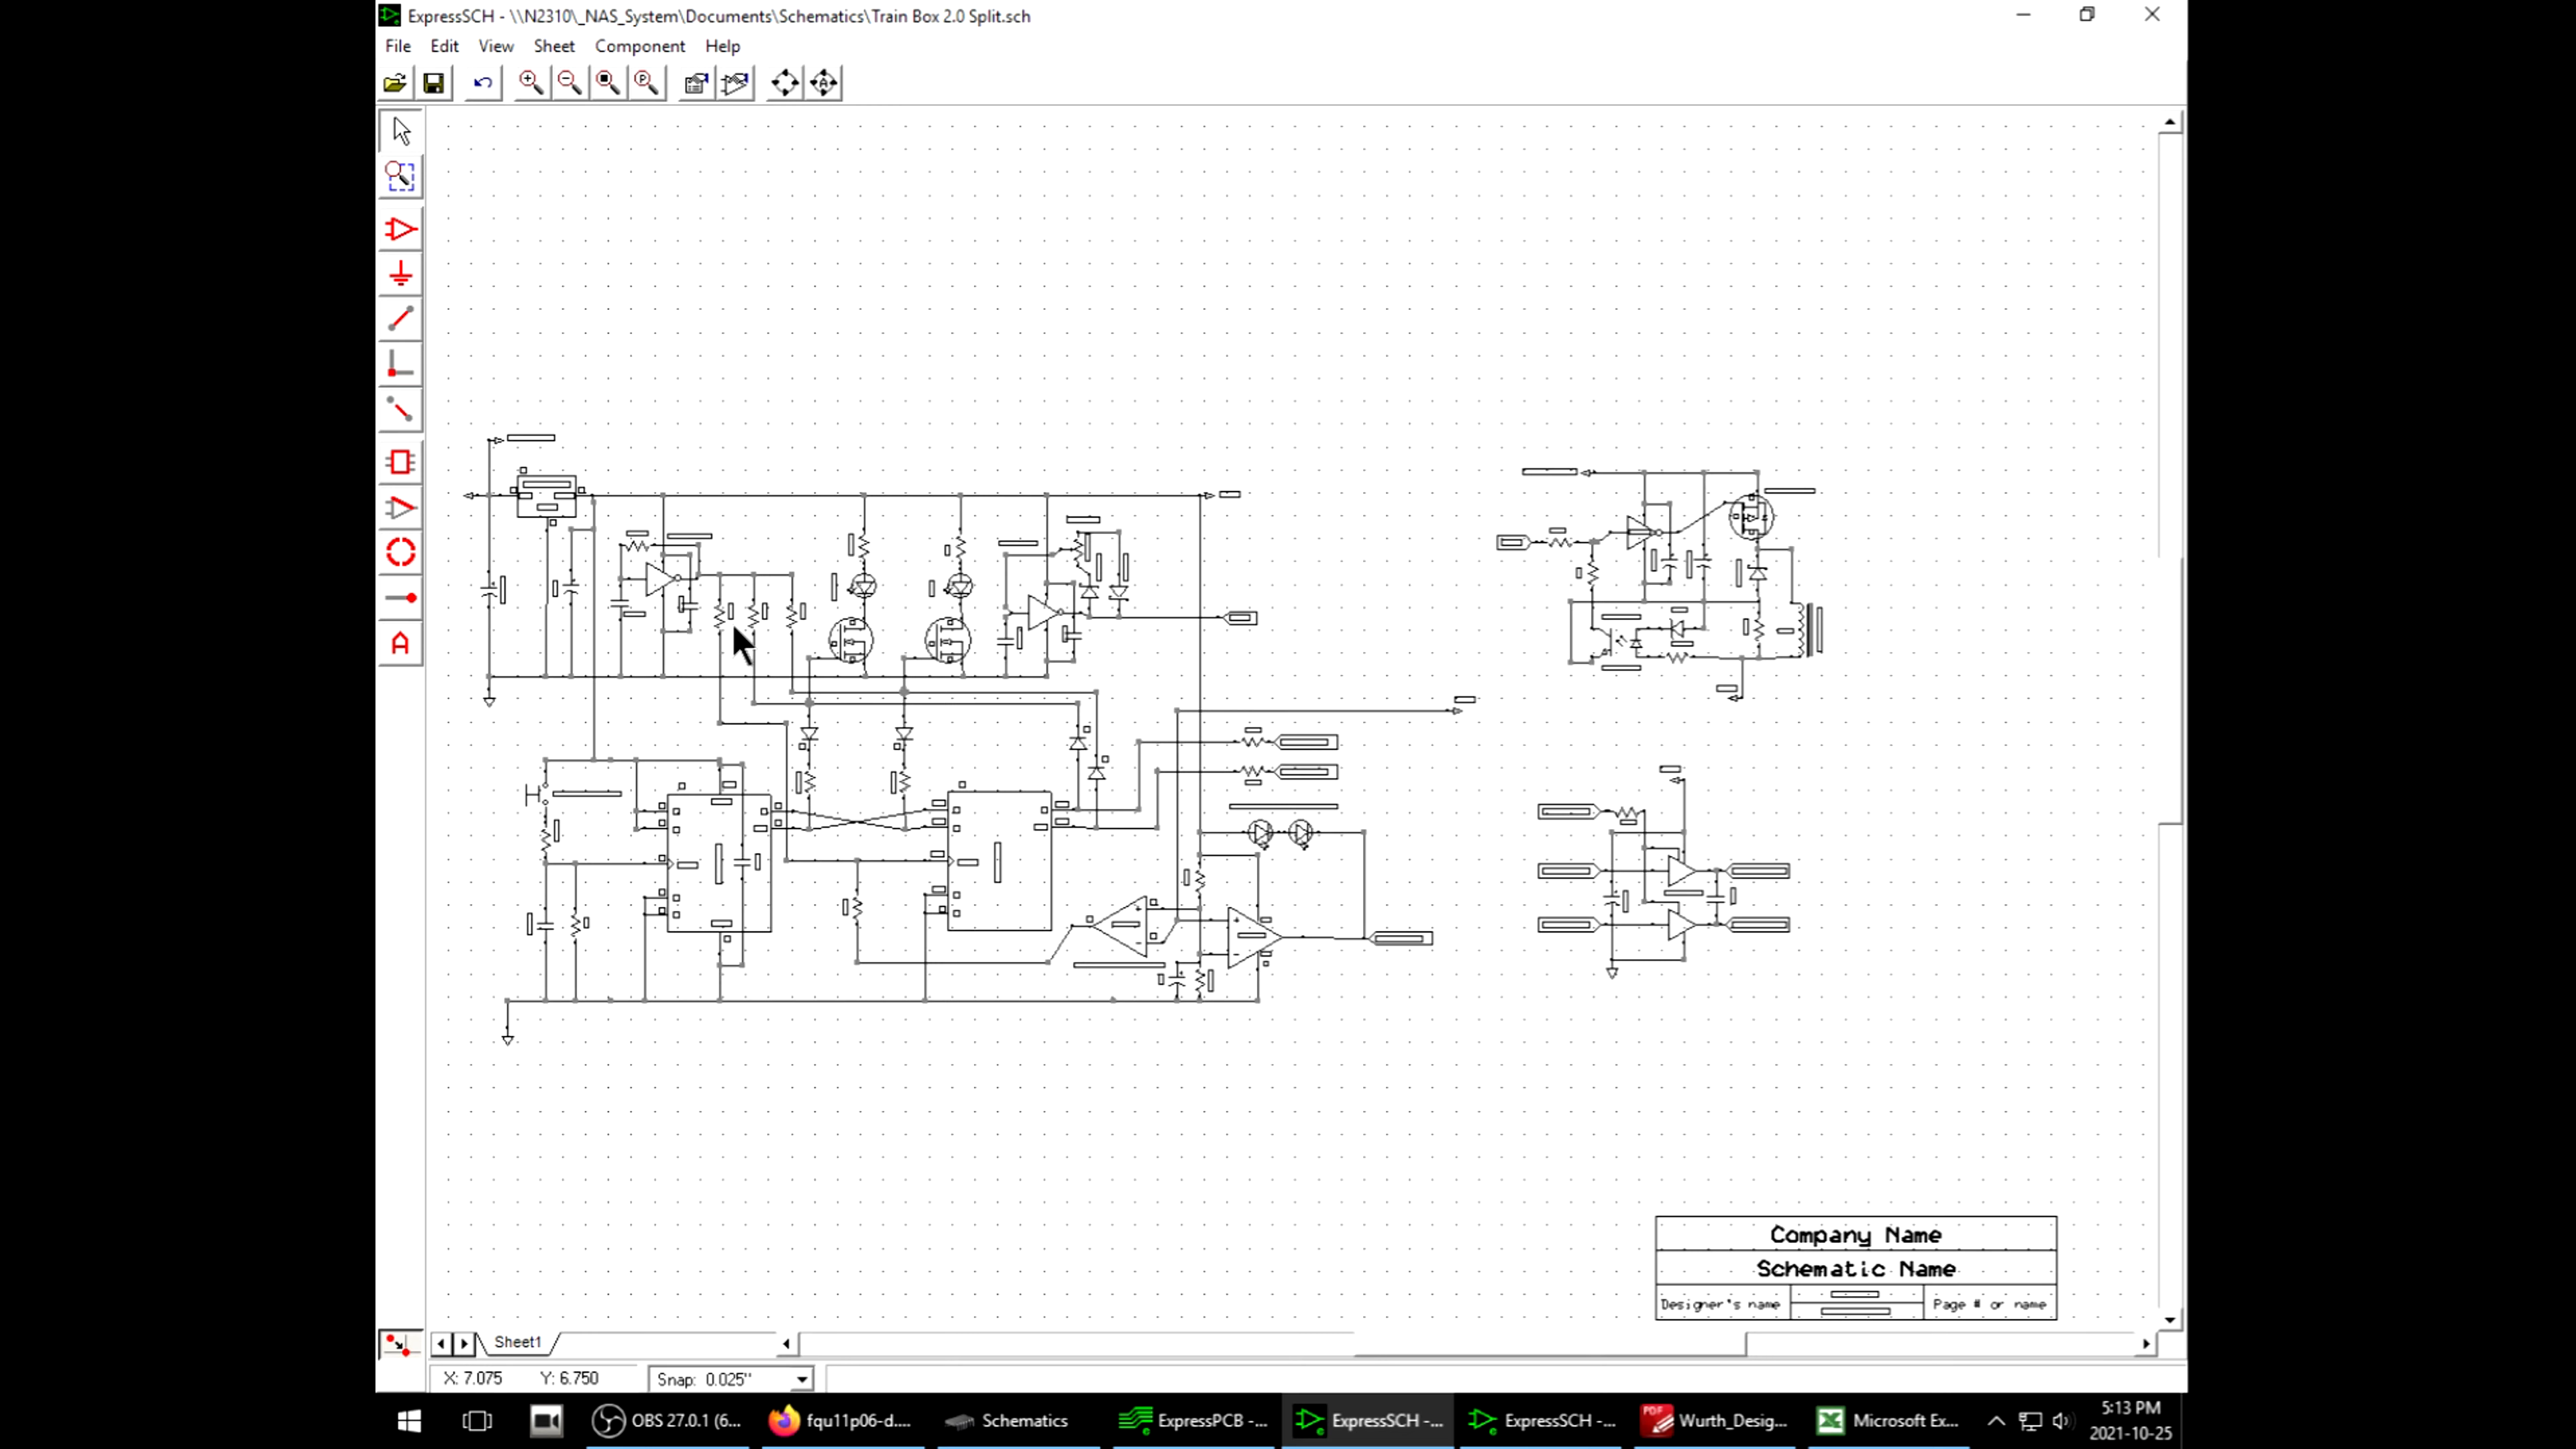 ExpressSCH - \\N2310\_NAS_System\Documents\Schematics\Train Box 2.0 Split.sch
File Edit View Sheet Component Help
Company Name
Schematic Name
Designer's name Page # or name
Sheet1
X: 7.075 Y: 6.750 Snap: 0.025"
OBS 27.0.1 (6... fqu11p06-d.... Schematics ExpressPCB -... ExpressSCH -... ExpressSCH -... Wurth_Desig... Microsoft Ex... 5:13 PM
2021-10-25